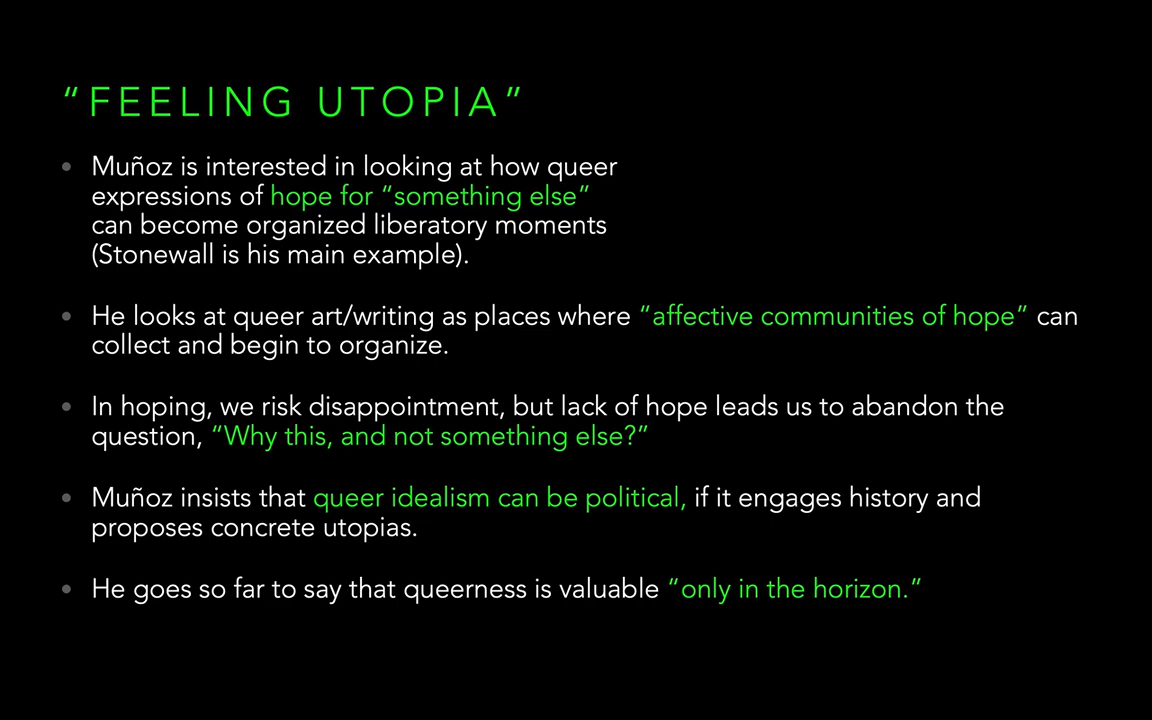 “FEELING UTOPIA”
• Muñoz is interested in looking at how queer
expressions of hope for “something else”
can become organized liberatory moments
(Stonewall is his main example).
• He looks at queer art/writing as places where “affective communities of hope” can
collect and begin to organize.
• In hoping, we risk disappointment, but lack of hope leads us to abandon the
question, “Why this, and not something else?”
• Muñoz insists that queer idealism can be political, if it engages history and
proposes concrete utopias.
• He goes so far to say that queerness is valuable “only in the horizon.”